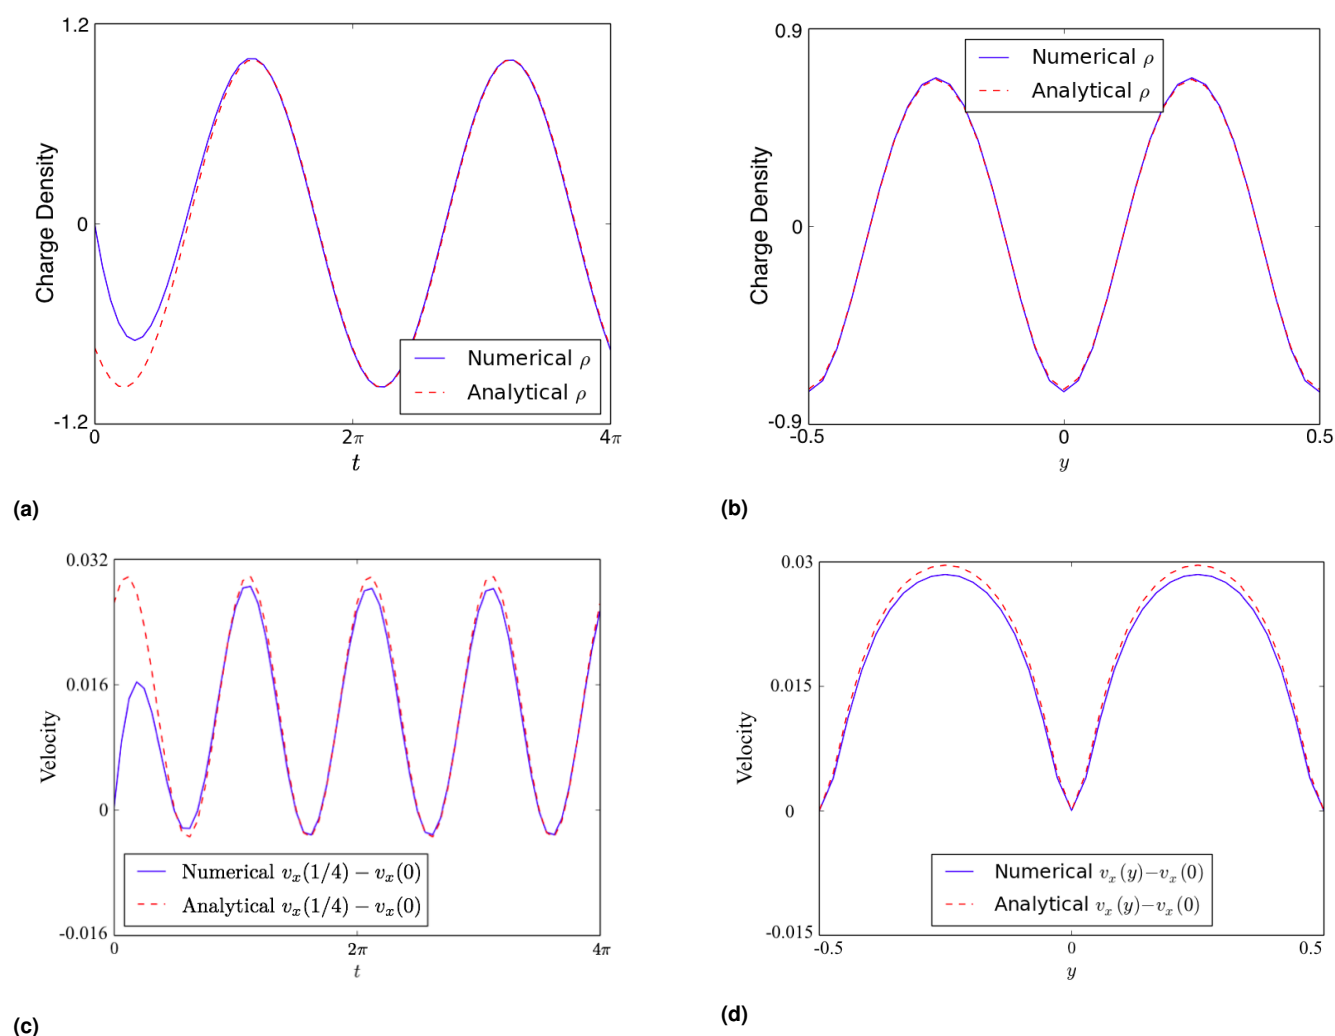 1.2
Numerical ρ
Analytical ρ
Charge Density
0
-1.2
0
2π
4π
t
(a)
0.9
Numerical ρ
Analytical ρ
Charge Density
0
-0.9
-0.5
0
0.5
y
(b)
0.032
0.016
Velocity
0
Numerical v_x(1/4) − v_x(0)
Analytical v_x(1/4) − v_x(0)
-0.016
0
2π
4π
t
(c)
0.03
0.015
Velocity
0
Numerical v_x(y)−v_x(0)
Analytical v_x(y)−v_x(0)
-0.015
-0.5
0
0.5
y
(d)